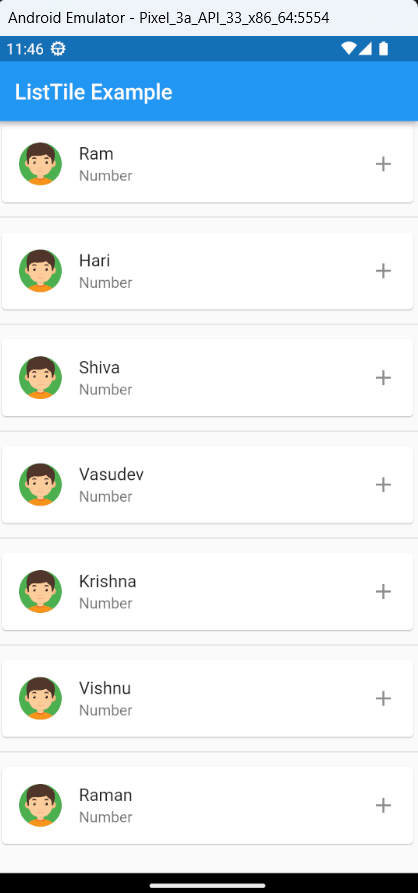 Android Emulator - Pixel_3a_API_33_x86_64:5554
11:46
ListTile Example
Ram
Number
Hari
Number
Shiva
Number
Vasudev
Number
Krishna
Number
Vishnu
Number
Raman
Number